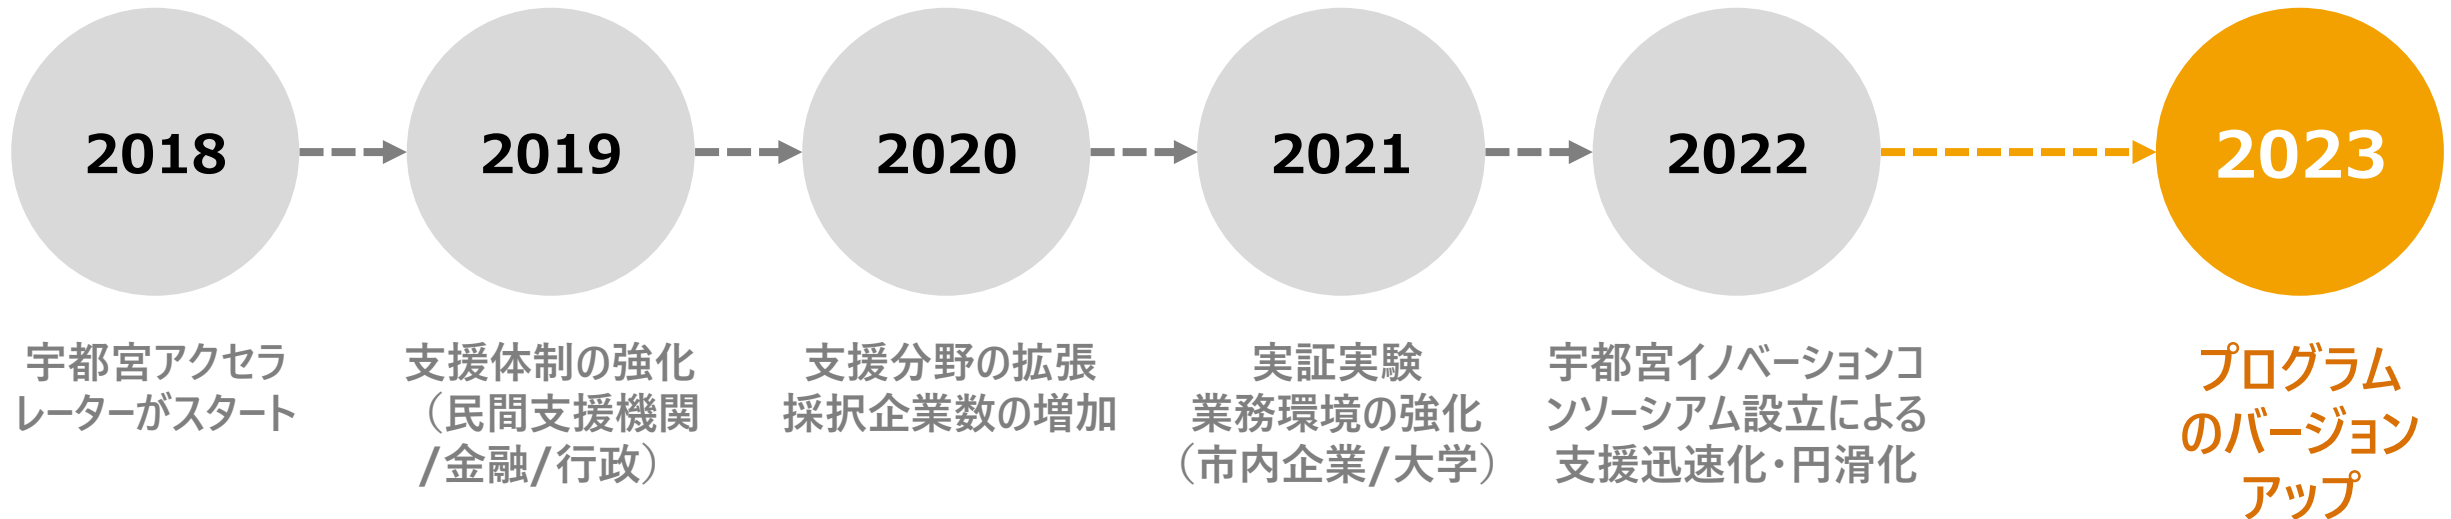 2018
宇都宮アクセラ
レーターがスタート
2019
支援体制の強化
（民間支援機関
/金融/行政）
2020
支援分野の拡張
採択企業数の増加
2021
実証実験
業務環境の強化
（市内企業/大学）
2022
宇都宮イノベーションコ
ンソーシアム設立による
支援迅速化・円滑化
2023
プログラム
のバージョン
アップ